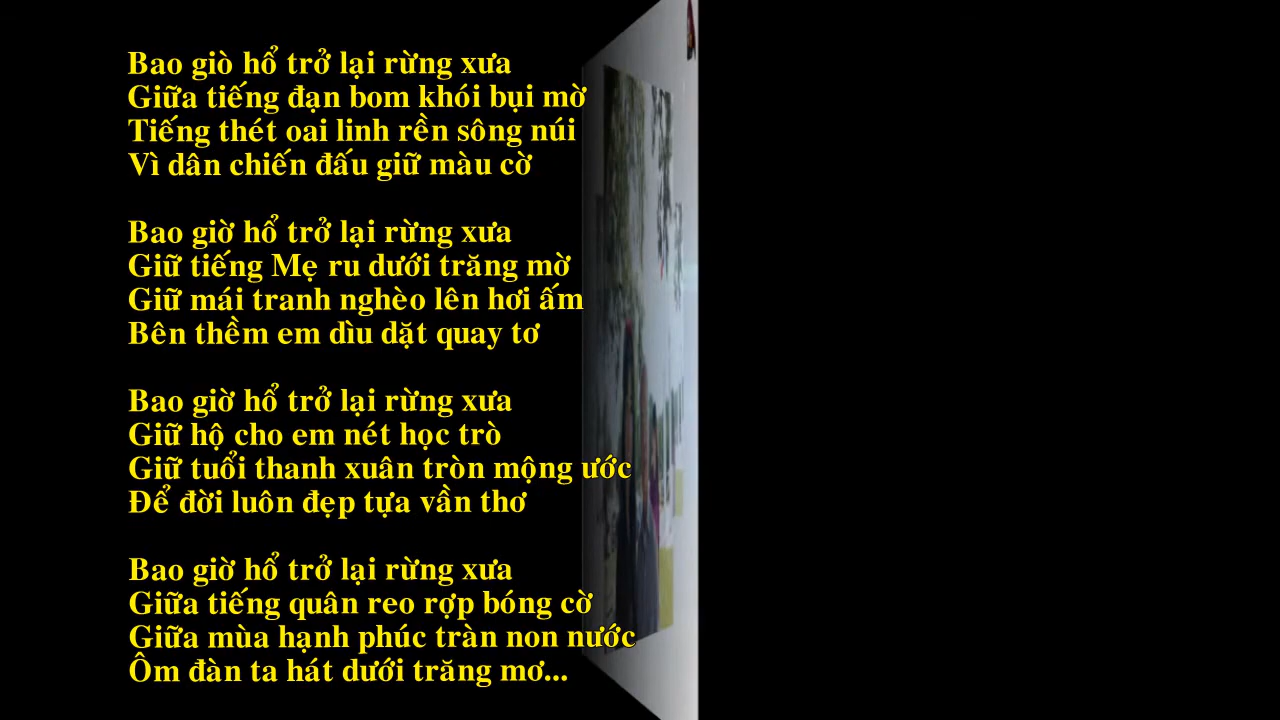 Bao giò hổ trở lại rừng xưa
Giữa tiếng đạn bom khói bụi mờ
Tiếng thét oai linh rền sông núi
Vì dân chiến đấu giữ màu cờ
Bao giờ hổ trở lại rừng xưa
Giữ tiếng Mẹ ru dưới trăng mờ
Giữ mái tranh nghèo lên hơi ấm
Bên thềm em dìu dặt quay tơ
Bao giờ hổ trở lại rừng xưa
Giữ hộ cho em nét học trò
Giữ tuổi thanh xuân tròn mộng ước
Để đời luôn đẹp tựa vần thơ
Bao giờ hổ trở lại rừng xưa
Giữa tiếng quân reo rợp bóng cờ
Giữa mùa hạnh phúc tràn non nước
Ôm đàn ta hát dưới trăng mơ...